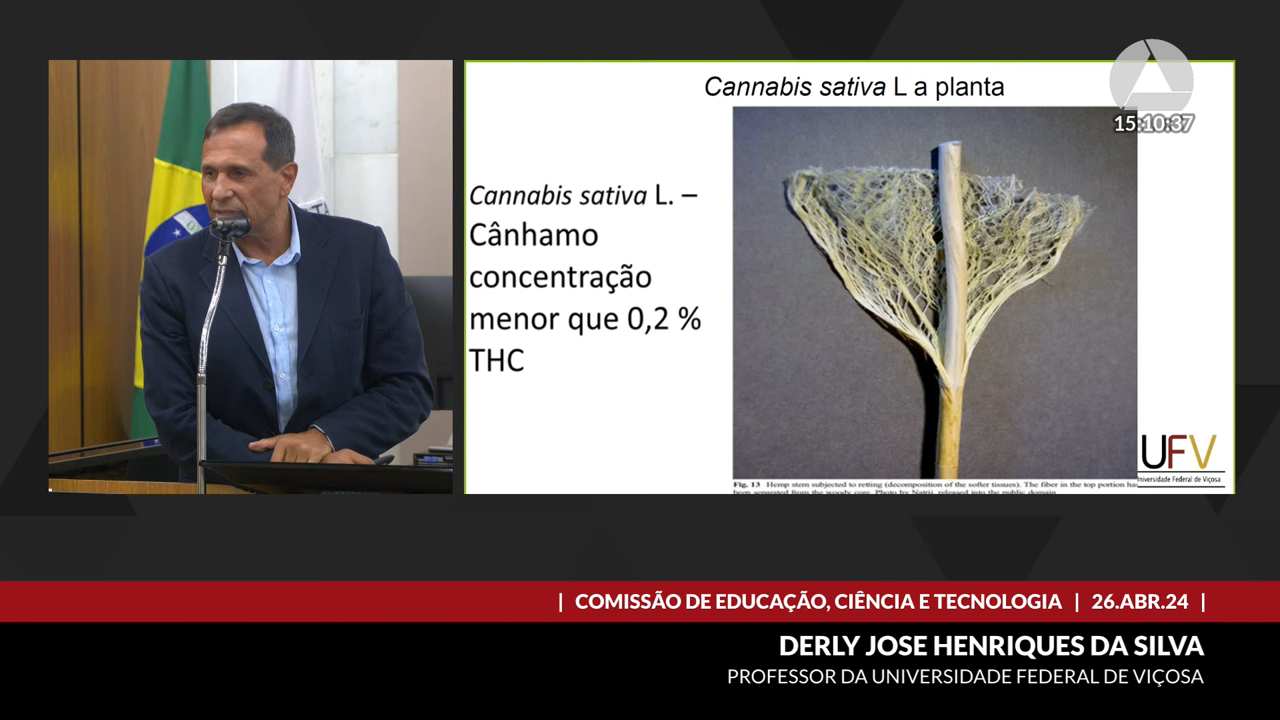 Cannabis sativa L a planta
15:10:37
Cannabis sativa L. –
Cânhamo
concentração
menor que 0,2 %
THC
UFV
Universidade Federal de Viçosa
Fig. 13 Hemp stem subjected to retting (decomposition of the softer tissues). The fiber in the top portion has
been separated from the woody core. Photo by Natrij, released into the public domain
| COMISSÃO DE EDUCAÇÃO, CIÊNCIA E TECNOLOGIA | 26.ABR.24 |
DERLY JOSE HENRIQUES DA SILVA
PROFESSOR DA UNIVERSIDADE FEDERAL DE VIÇOSA